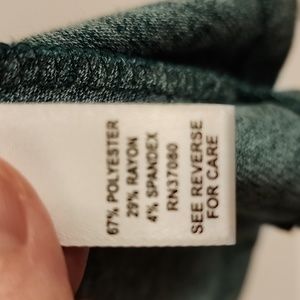 67% POLYESTER
29% RAYON
4% SPANDEX
RN37080
SEE REVERSE
FOR CARE